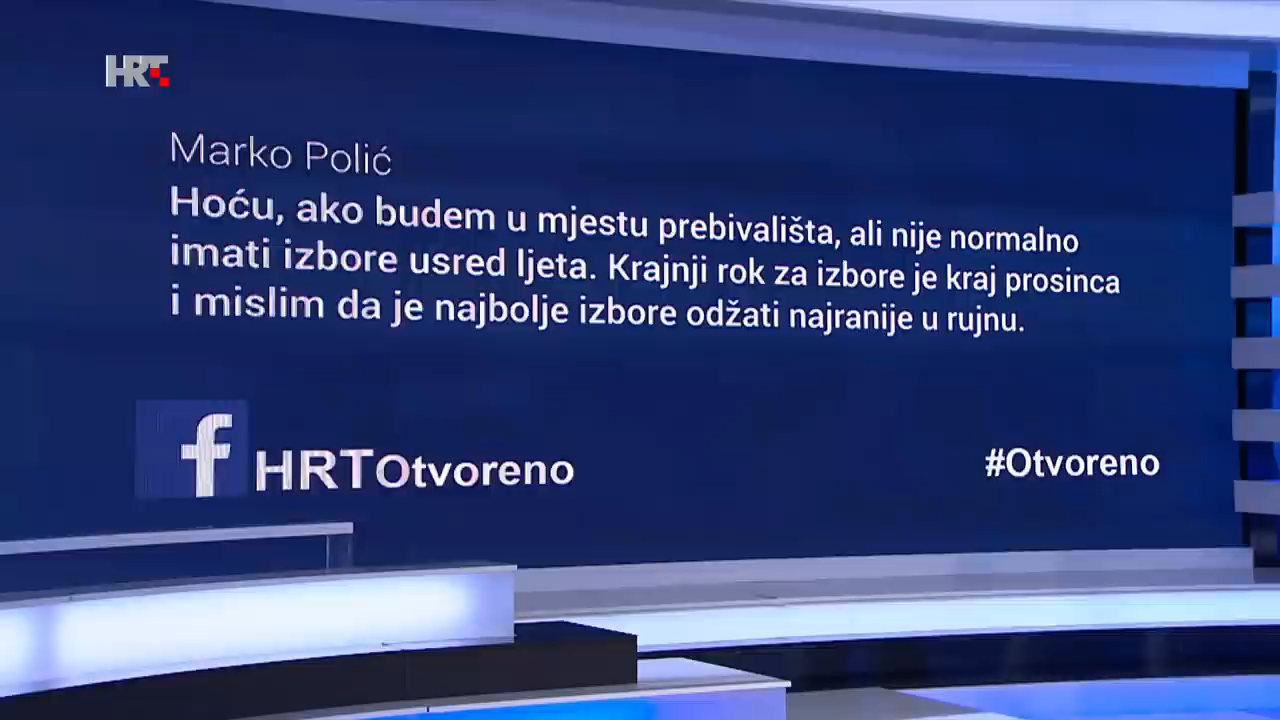 HRT
Marko Polić
Hoću, ako budem u mjestu prebivališta, ali nije normalno
imati izbore usred ljeta. Krajnji rok za izbore je kraj prosinca
i mislim da je najbolje izbore odžati najranije u rujnu.
f HRTOtvoreno
#Otvoreno